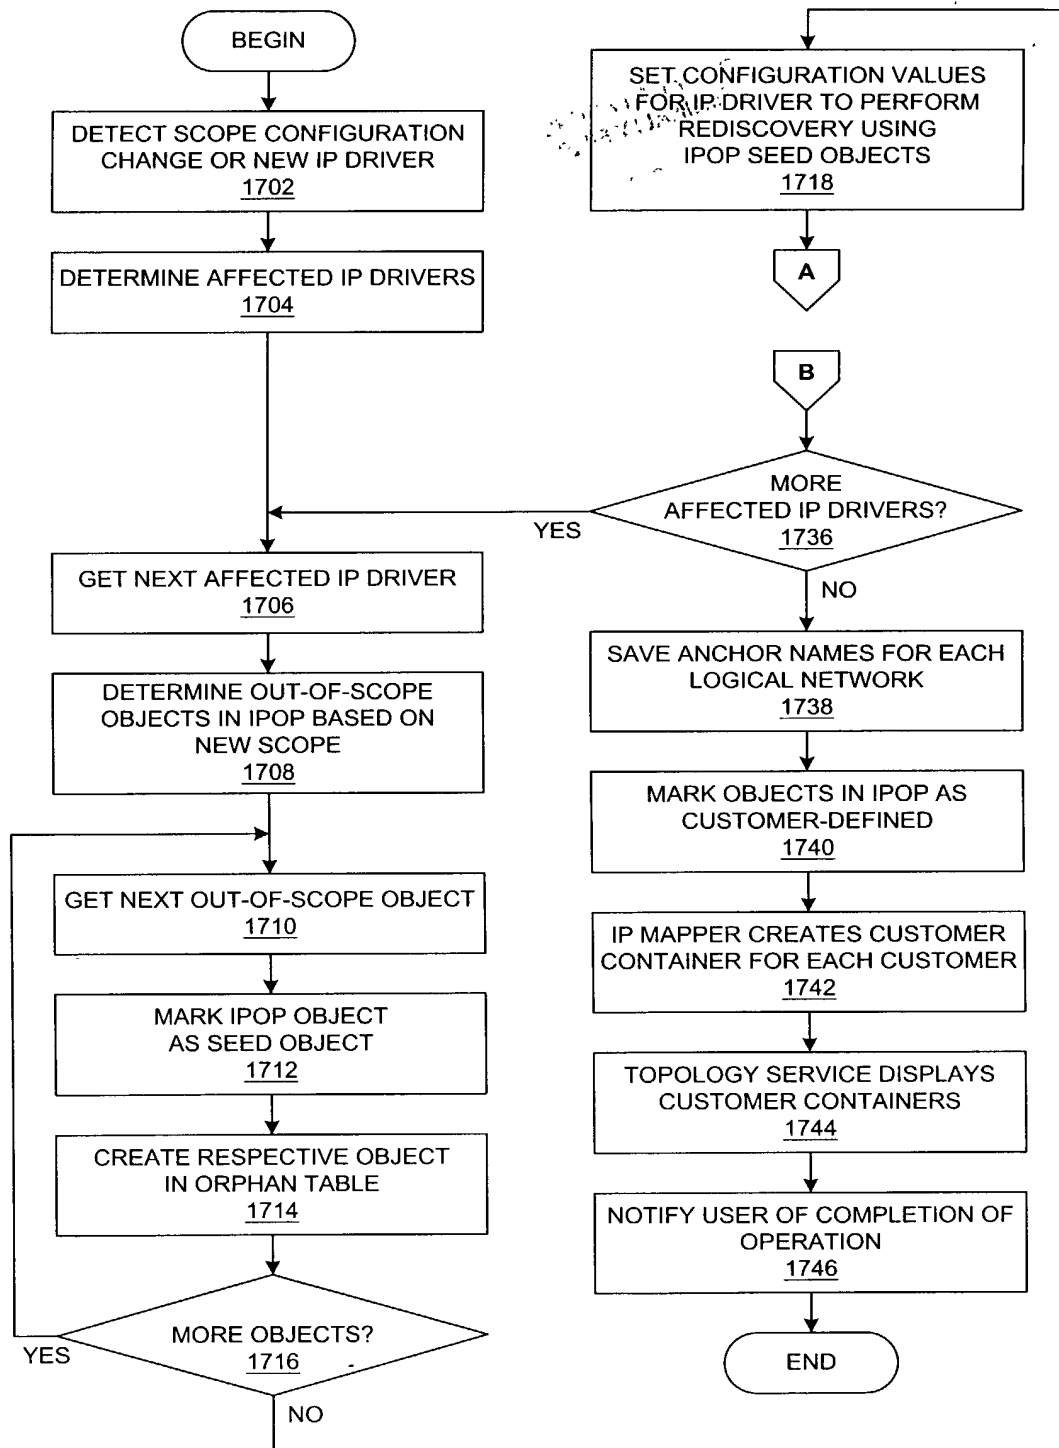 BEGIN
DETECT SCOPE CONFIGURATION
CHANGE OR NEW IP DRIVER
1702
DETERMINE AFFECTED IP DRIVERS
1704
GET NEXT AFFECTED IP DRIVER
1706
DETERMINE OUT-OF-SCOPE
OBJECTS IN IPOP BASED ON
NEW SCOPE
1708
GET NEXT OUT-OF-SCOPE OBJECT
1710
MARK IPOP OBJECT
AS SEED OBJECT
1712
CREATE RESPECTIVE OBJECT
IN ORPHAN TABLE
1714
MORE OBJECTS?
1716
YES
NO
SET CONFIGURATION VALUES
FOR IP DRIVER TO PERFORM
REDISCOVERY USING
IPOP SEED OBJECTS
1718
A
B
MORE
AFFECTED IP DRIVERS?
1736
YES
NO
SAVE ANCHOR NAMES FOR EACH
LOGICAL NETWORK
1738
MARK OBJECTS IN IPOP AS
CUSTOMER-DEFINED
1740
IP MAPPER CREATES CUSTOMER
CONTAINER FOR EACH CUSTOMER
1742
TOPOLOGY SERVICE DISPLAYS
CUSTOMER CONTAINERS
1744
NOTIFY USER OF COMPLETION OF
OPERATION
1746
END